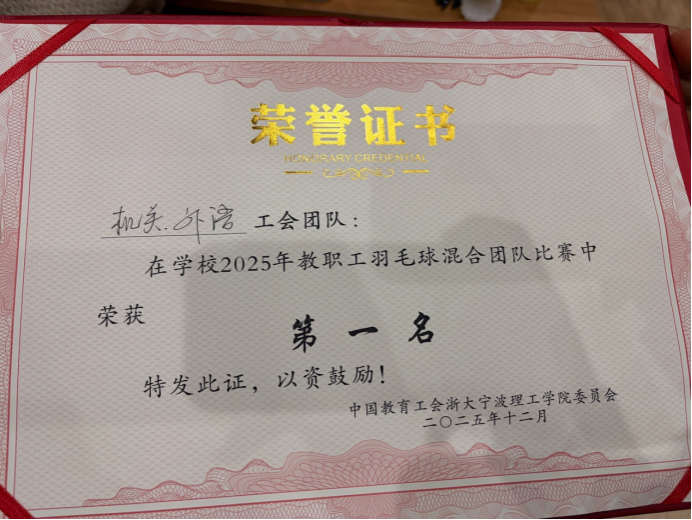 荣誉证书
HONORARY CREDENTIAL
机关.外语 工会团队：
在学校2025年教职工羽毛球混合团队比赛中
荣获
第一名
特发此证，以资鼓励！
中国教育工会浙大宁波理工学院委员会
二〇二五年十二月